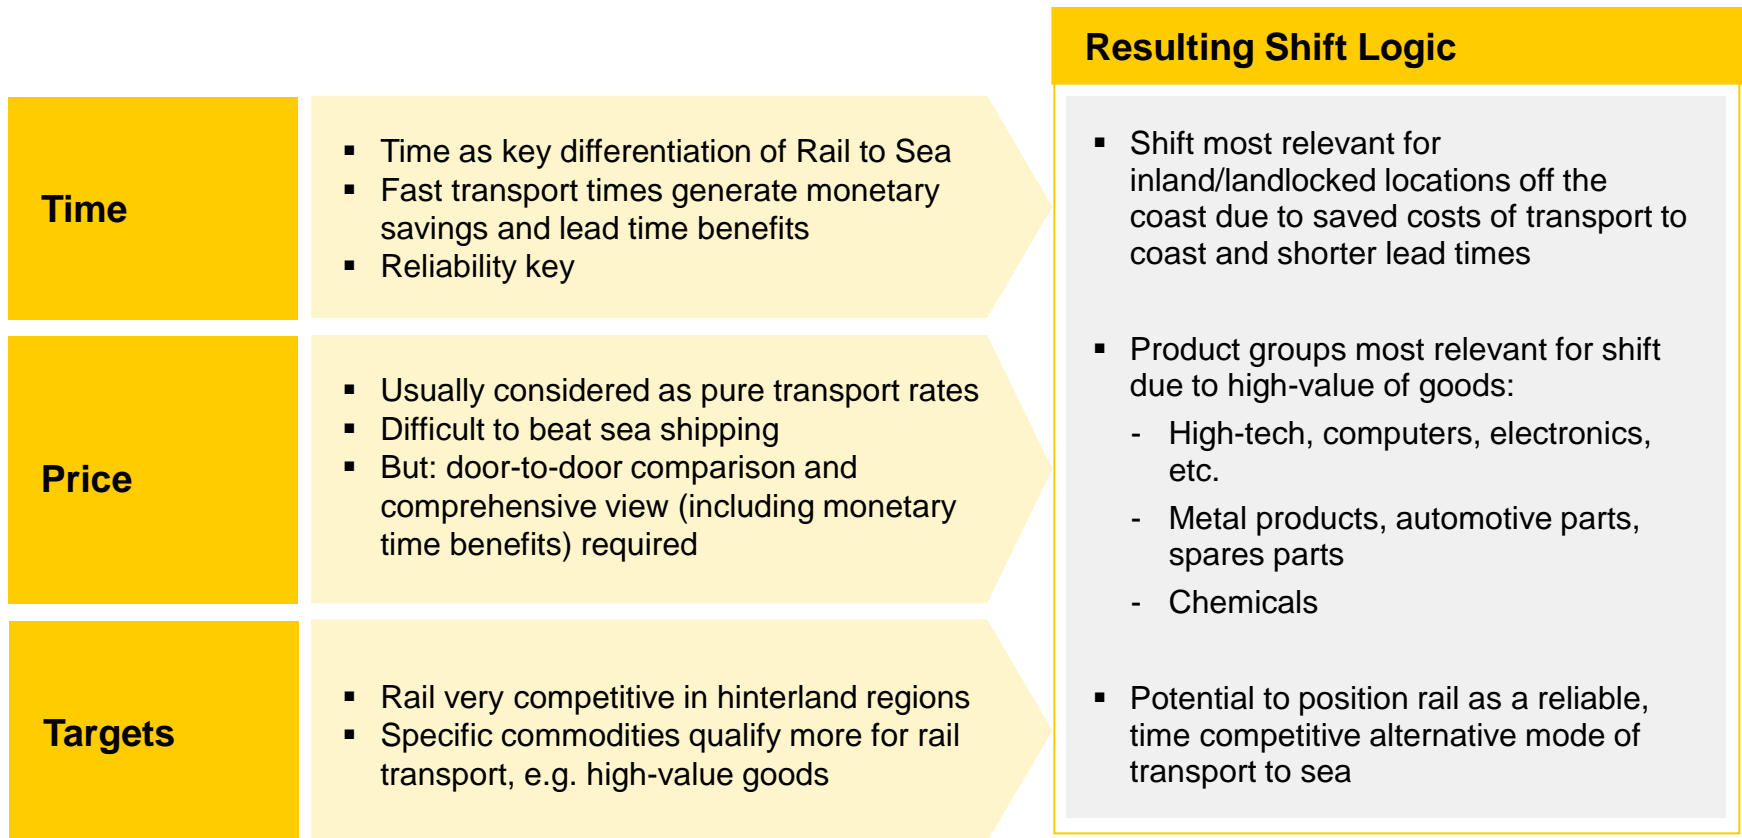 Resulting Shift Logic
Time
▪ Time as key differentiation of Rail to Sea
▪ Fast transport times generate monetary
savings and lead time benefits
▪ Reliability key
Price
▪ Usually considered as pure transport rates
▪ Difficult to beat sea shipping
▪ But: door-to-door comparison and
comprehensive view (including monetary
time benefits) required
Targets
▪ Rail very competitive in hinterland regions
▪ Specific commodities qualify more for rail
transport, e.g. high-value goods
▪ Shift most relevant for
inland/landlocked locations off the
coast due to saved costs of transport to
coast and shorter lead times
▪ Product groups most relevant for shift
due to high-value of goods:
- High-tech, computers, electronics,
etc.
- Metal products, automotive parts,
spares parts
- Chemicals
▪ Potential to position rail as a reliable,
time competitive alternative mode of
transport to sea